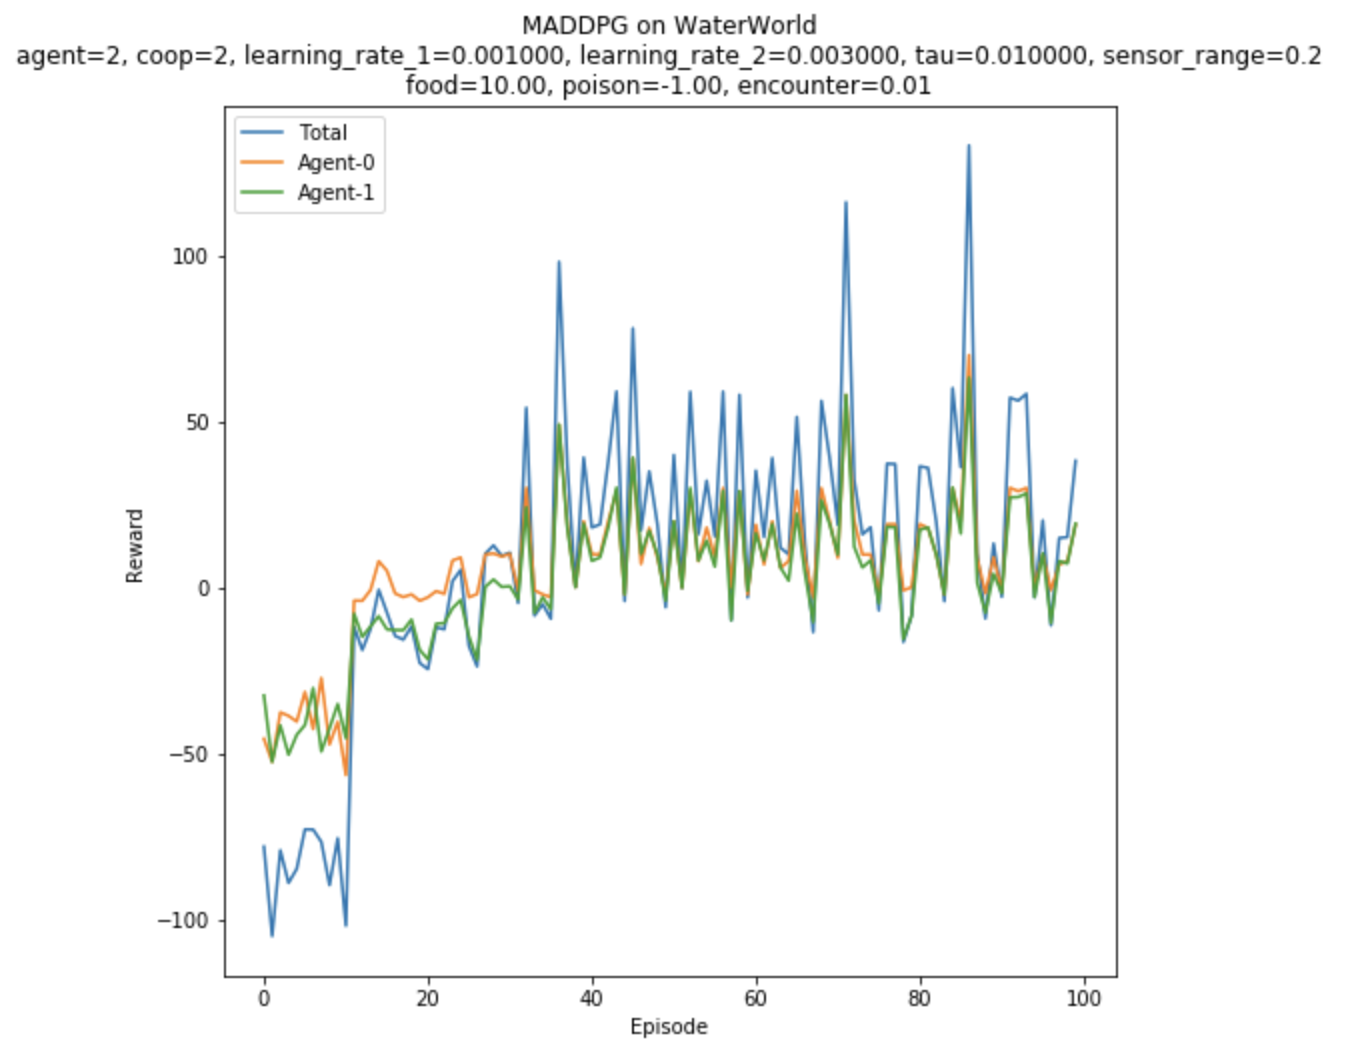 MADDPG on WaterWorld
agent=2, coop=2, learning_rate_1=0.001000, learning_rate_2=0.003000, tau=0.010000, sensor_range=0.2
food=10.00, poison=-1.00, encounter=0.01
Total
Agent-0
Agent-1
100
50
0
−50
−100
Reward
0
20
40
60
80
100
Episode